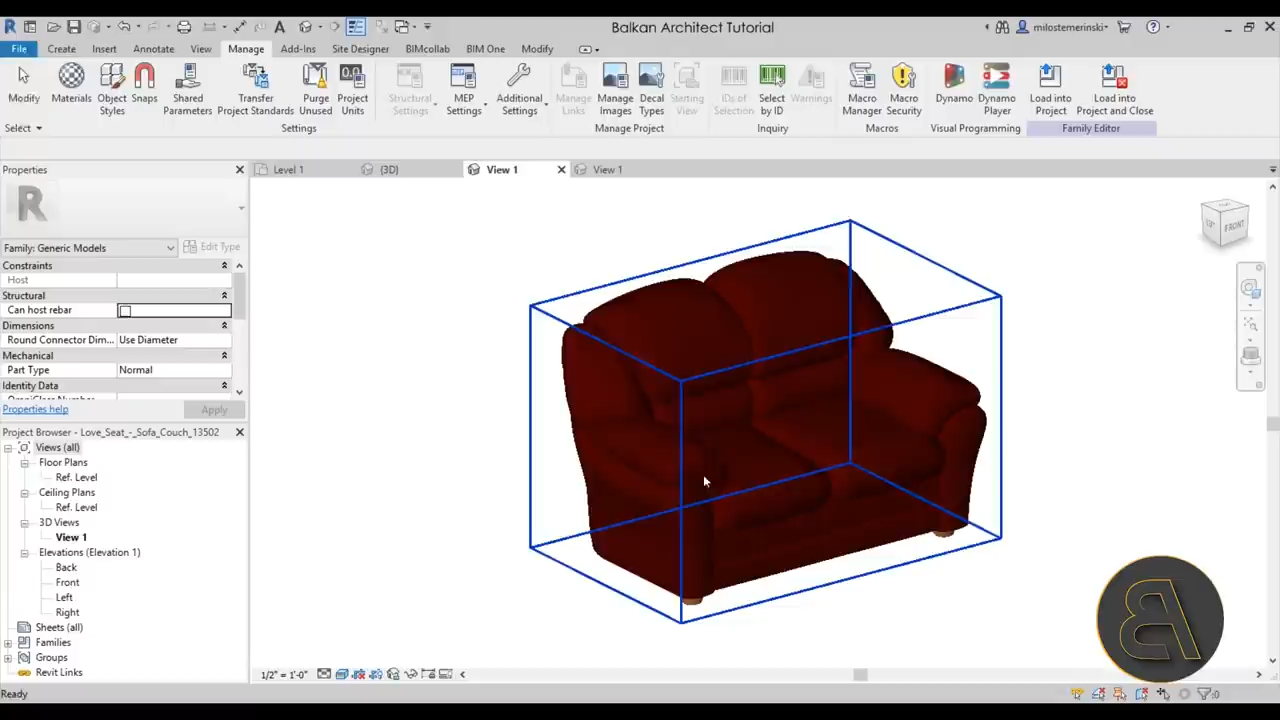 Balkan Architect Tutorial
milostemerinski
File Create Insert Annotate View Manage Add-Ins Site Designer BIMcollab BIM One Modify
Modify Materials Object Styles Snaps Shared Parameters Transfer Project Standards Purge Unused Project Units Structural Settings MEP Settings Additional Settings Manage Links Manage Images Decal Types Starting View IDs of Selection Select by ID Warnings Macro Manager Macro Security Dynamo Dynamo Player Load into Project Load into Project and Close
Select Settings Manage Project Inquiry Macros Visual Programming Family Editor
Properties
Level 1 {3D} View 1 View 1
Family: Generic Models Edit Type
Constraints
Host
Structural
Can host rebar
Dimensions
Round Connector Dim... Use Diameter
Mechanical
Part Type Normal
Identity Data
Properties help Apply
Project Browser - Love_Seat_-_Sofa_Couch_13502
Views (all)
Floor Plans
Ref. Level
Ceiling Plans
Ref. Level
3D Views
View 1
Elevations (Elevation 1)
Back
Front
Left
Right
Sheets (all)
Families
Groups
Revit Links
FRONT
1/2" = 1'-0"
Ready
:0